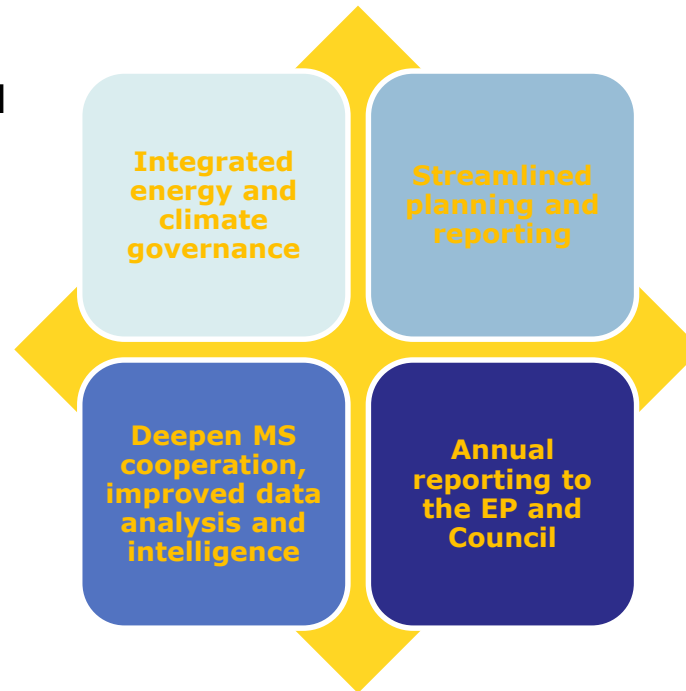 Integrated
energy and
climate
governance
Streamlined
planning and
reporting
Deepen MS
cooperation,
improved data
analysis and
intelligence
Annual
reporting to
the EP and
Council